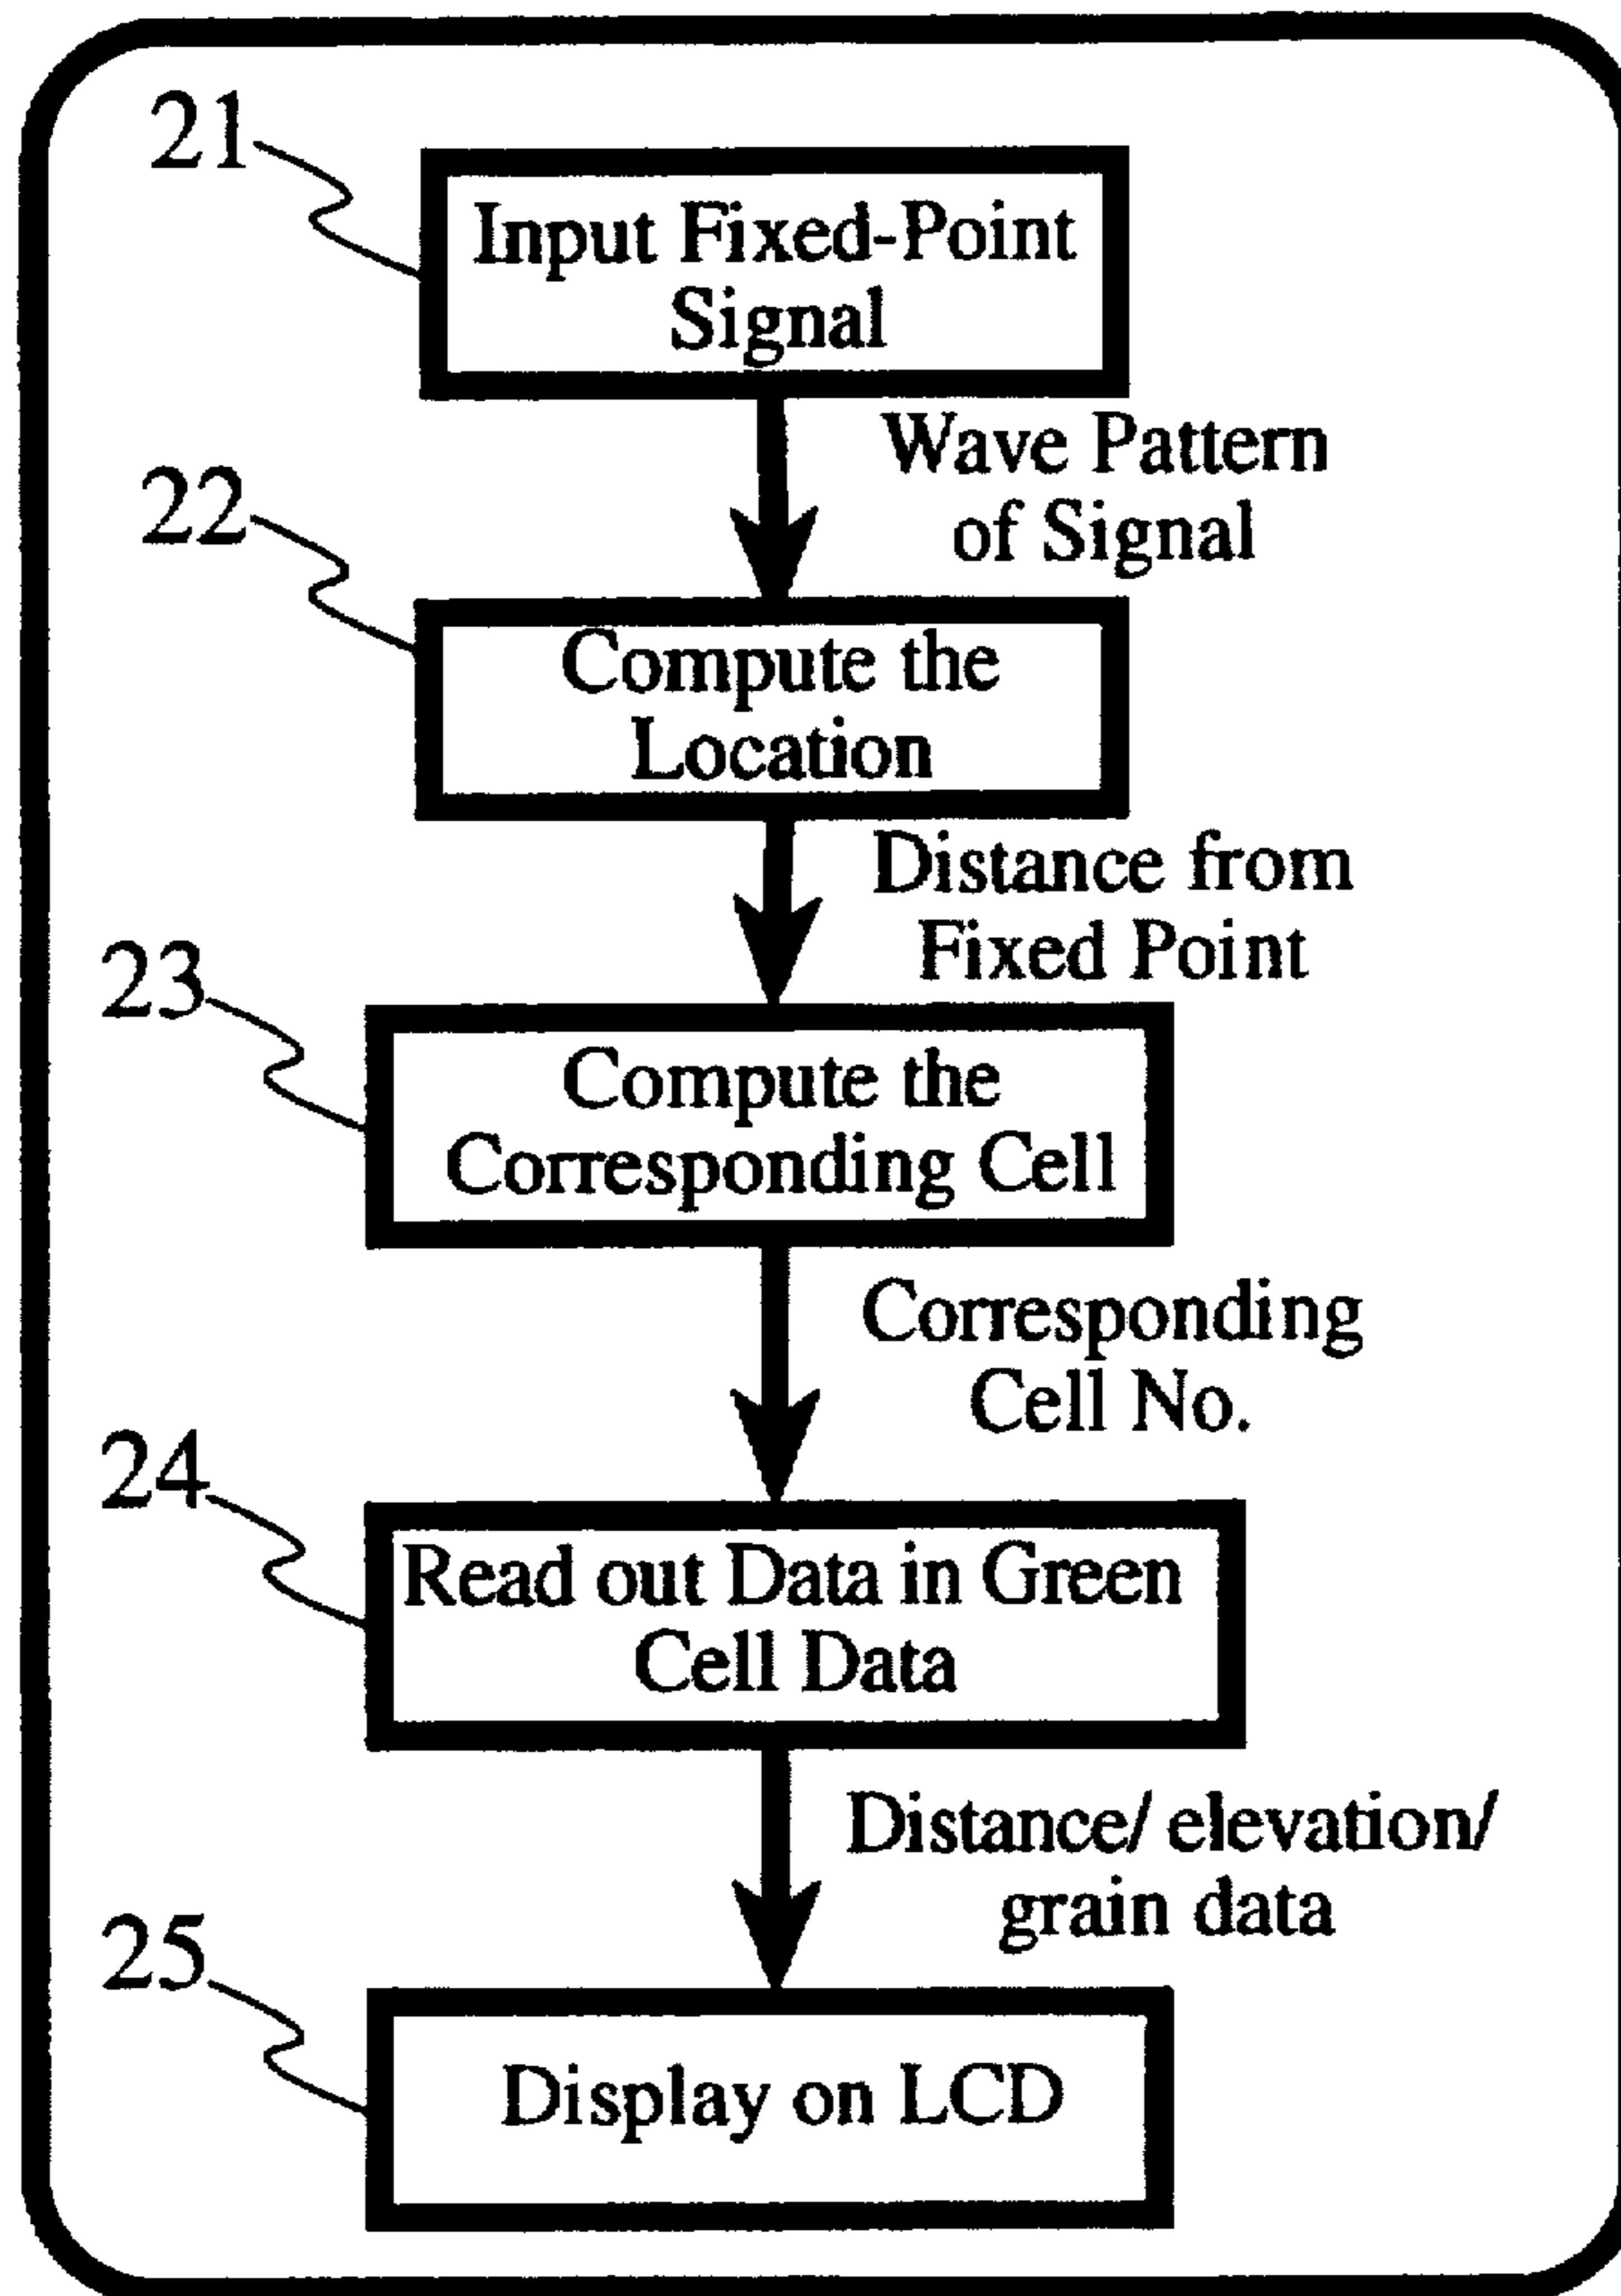 21
Input Fixed-Point
Signal
Wave Pattern
of Signal
22
Compute the
Location
Distance from
Fixed Point
23
Compute the
Corresponding Cell
Corresponding
Cell No.
24
Read out Data in Green
Cell Data
Distance/ elevation/
grain data
25
Display on LCD